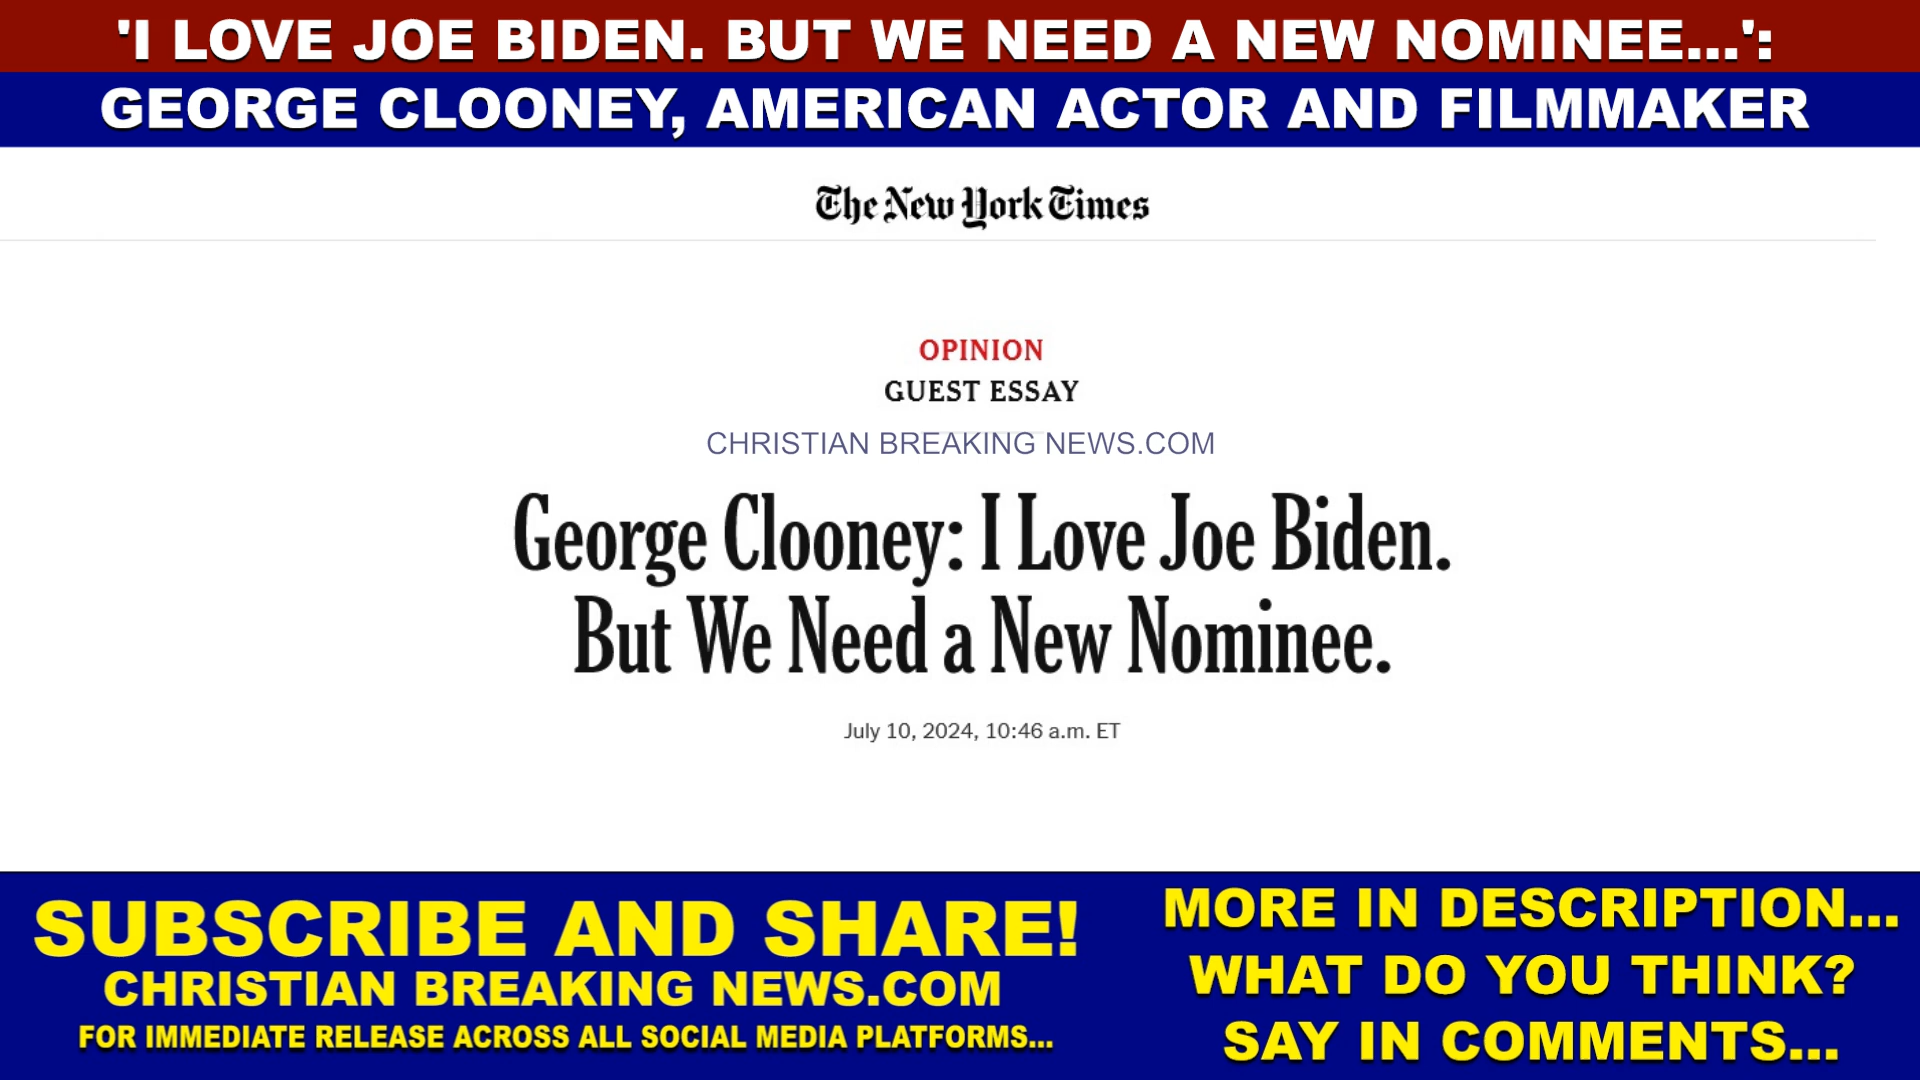 'I LOVE JOE BIDEN. BUT WE NEED A NEW NOMINEE...':
GEORGE CLOONEY, AMERICAN ACTOR AND FILMMAKER
The New York Times
OPINION
GUEST ESSAY
CHRISTIAN BREAKING NEWS.COM
George Clooney: I Love Joe Biden.
But We Need a New Nominee.
July 10, 2024, 10:46 a.m. ET
SUBSCRIBE AND SHARE!
CHRISTIAN BREAKING NEWS.COM
FOR IMMEDIATE RELEASE ACROSS ALL SOCIAL MEDIA PLATFORMS...
MORE IN DESCRIPTION...
WHAT DO YOU THINK?
SAY IN COMMENTS...